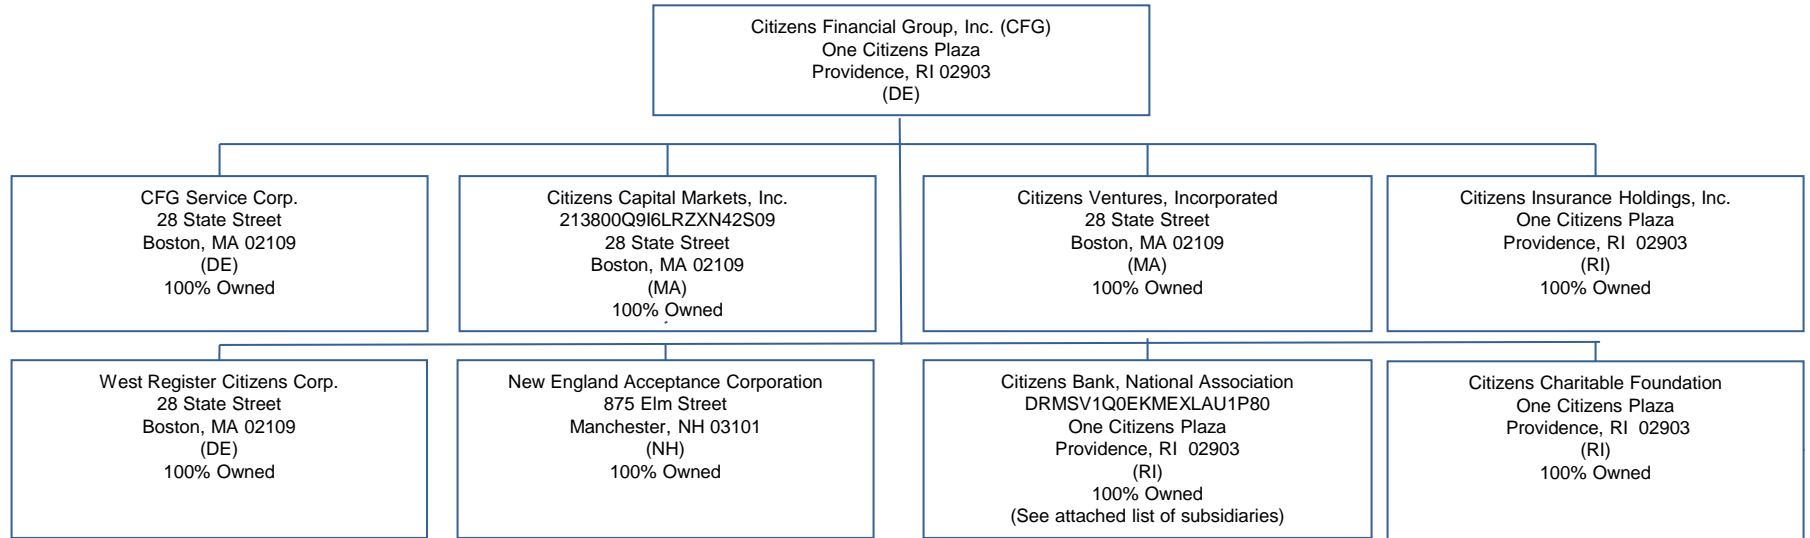 Citizens Financial Group, Inc. (CFG)
One Citizens Plaza
Providence, RI 02903
(DE)
CFG Service Corp.
28 State Street
Boston, MA 02109
(DE)
100% Owned
Citizens Capital Markets, Inc.
213800Q9I6LRZXN42S09
28 State Street
Boston, MA 02109
(MA)
100% Owned
Citizens Ventures, Incorporated
28 State Street
Boston, MA 02109
(MA)
100% Owned
Citizens Insurance Holdings, Inc.
One Citizens Plaza
Providence, RI 02903
(RI)
100% Owned
West Register Citizens Corp.
28 State Street
Boston, MA 02109
(DE)
100% Owned
New England Acceptance Corporation
875 Elm Street
Manchester, NH 03101
(NH)
100% Owned
Citizens Bank, National Association
DRMSV1Q0EKMEXLAU1P80
One Citizens Plaza
Providence, RI 02903
(RI)
100% Owned
(See attached list of subsidiaries)
Citizens Charitable Foundation
One Citizens Plaza
Providence, RI 02903
(RI)
100% Owned